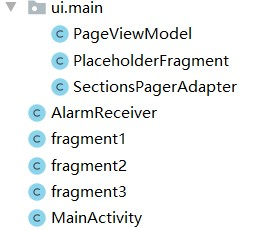 ui.main
PageViewModel
PlaceholderFragment
SectionsPagerAdapter
AlarmReceiver
fragment1
fragment2
fragment3
MainActivity